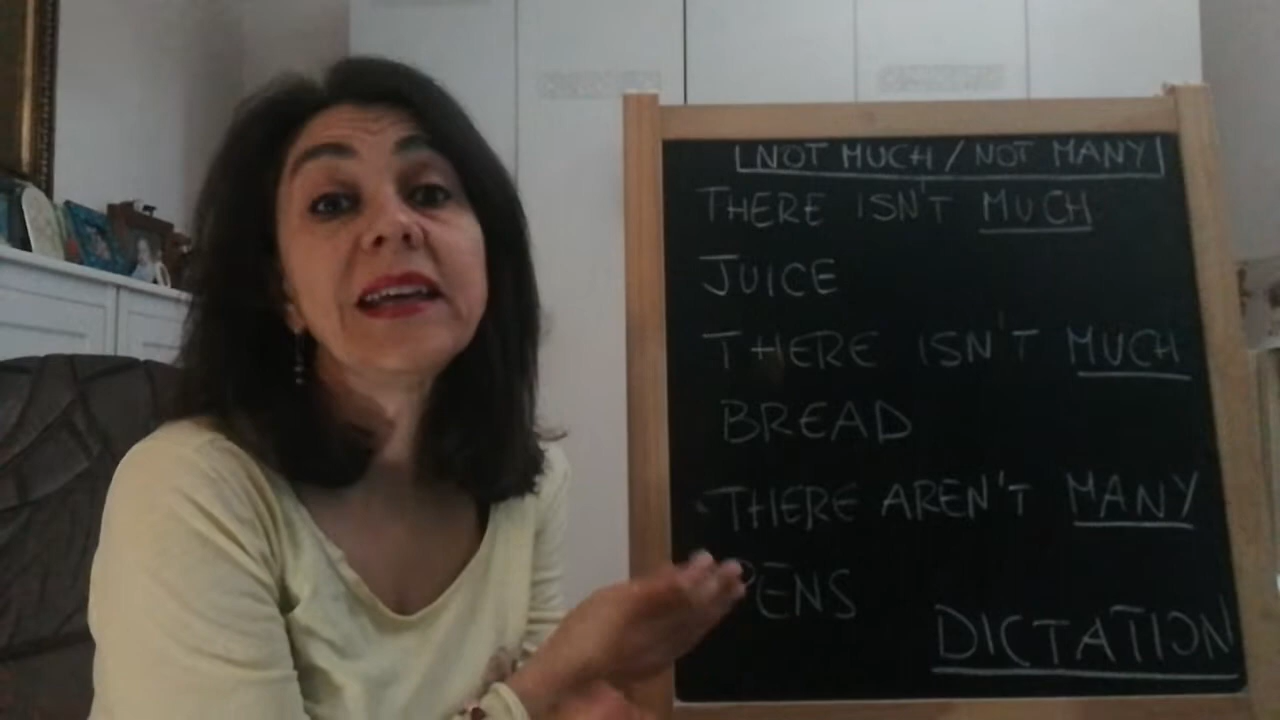 NOT MUCH / NOT MANY
THERE ISN'T MUCH
JUICE
THERE ISN'T MUCH
BREAD
THERE AREN'T MANY
PENS
DICTATION